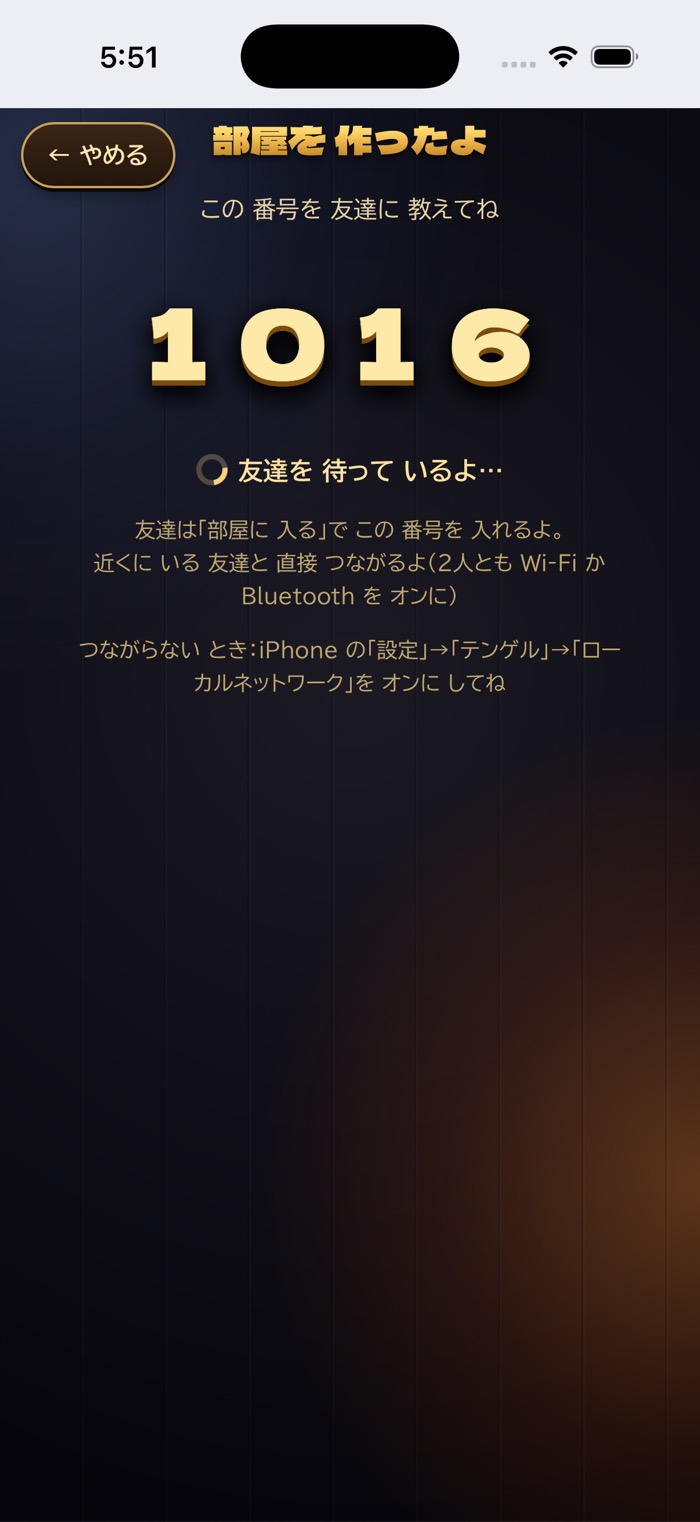 5:51
← やめる
部屋を 作ったよ
この 番号を 友達に 教えてね
1016
友達を 待って いるよ…
友達は「部屋に 入る」で この 番号を 入れるよ。
近くに いる 友達と 直接 つながるよ(2人とも Wi-Fi か
Bluetooth を オンに)
つながらない とき:iPhone の「設定」→「テンゲル」→「ロー
カルネットワーク」を オンに してね